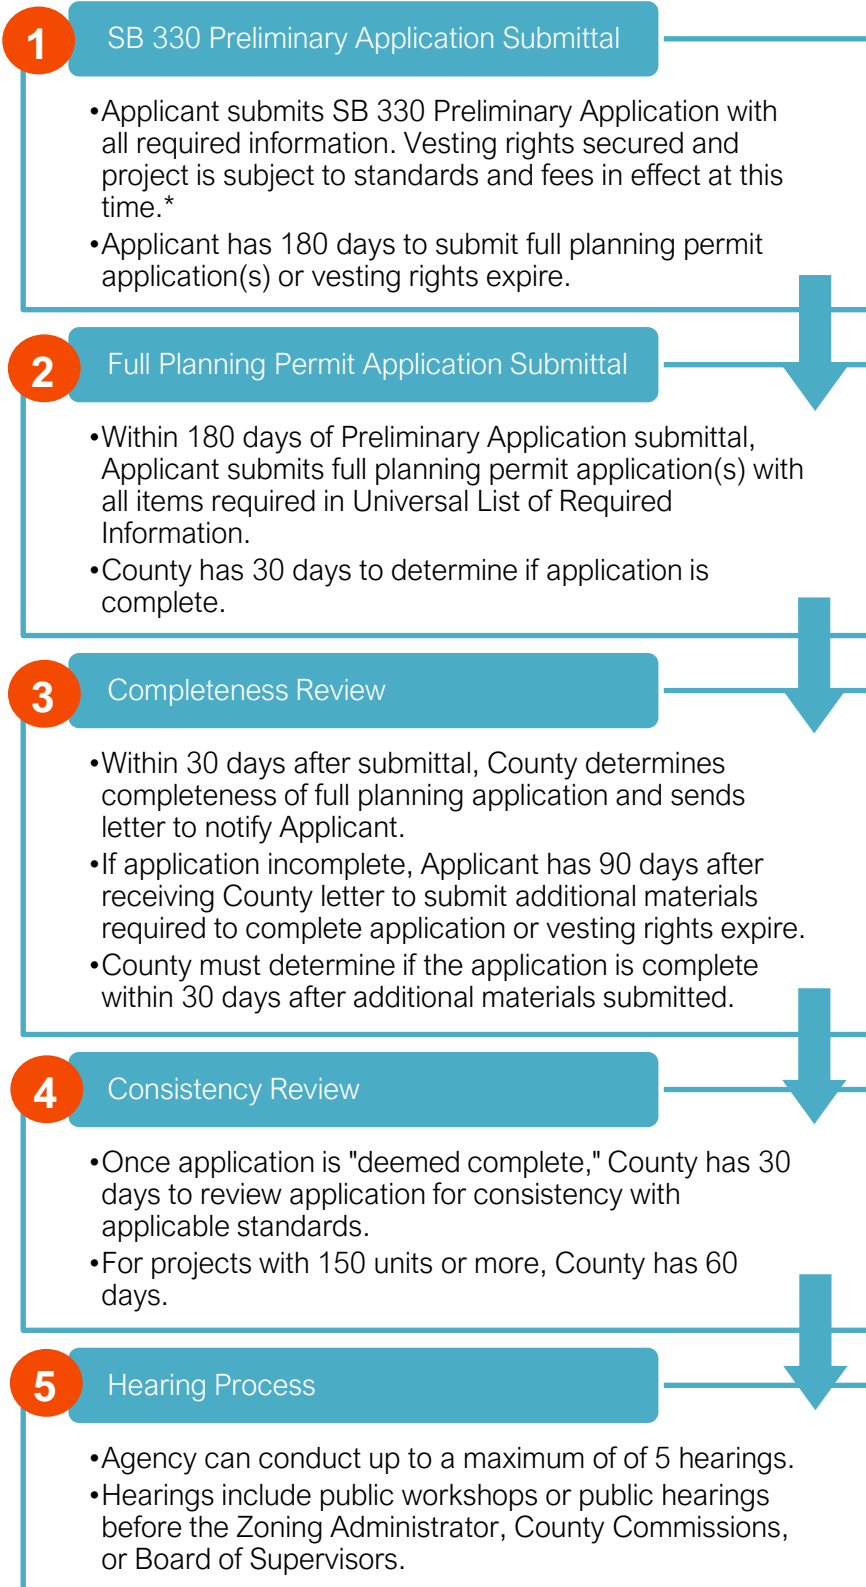 1
SB 330 Preliminary Application Submittal
•Applicant submits SB 330 Preliminary Application with
all required information. Vesting rights secured and
project is subject to standards and fees in effect at this
time.*
•Applicant has 180 days to submit full planning permit
application(s) or vesting rights expire.
2
Full Planning Permit Application Submittal
•Within 180 days of Preliminary Application submittal,
Applicant submits full planning permit application(s) with
all items required in Universal List of Required
Information.
•County has 30 days to determine if application is
complete.
3
Completeness Review
•Within 30 days after submittal, County determines
completeness of full planning application and sends
letter to notify Applicant.
•If application incomplete, Applicant has 90 days after
receiving County letter to submit additional materials
required to complete application or vesting rights expire.
•County must determine if the application is complete
within 30 days after additional materials submitted.
4
Consistency Review
•Once application is "deemed complete," County has 30
days to review application for consistency with
applicable standards.
•For projects with 150 units or more, County has 60
days.
5
Hearing Process
•Agency can conduct up to a maximum of of 5 hearings.
•Hearings include public workshops or public hearings
before the Zoning Administrator, County Commissions,
or Board of Supervisors.